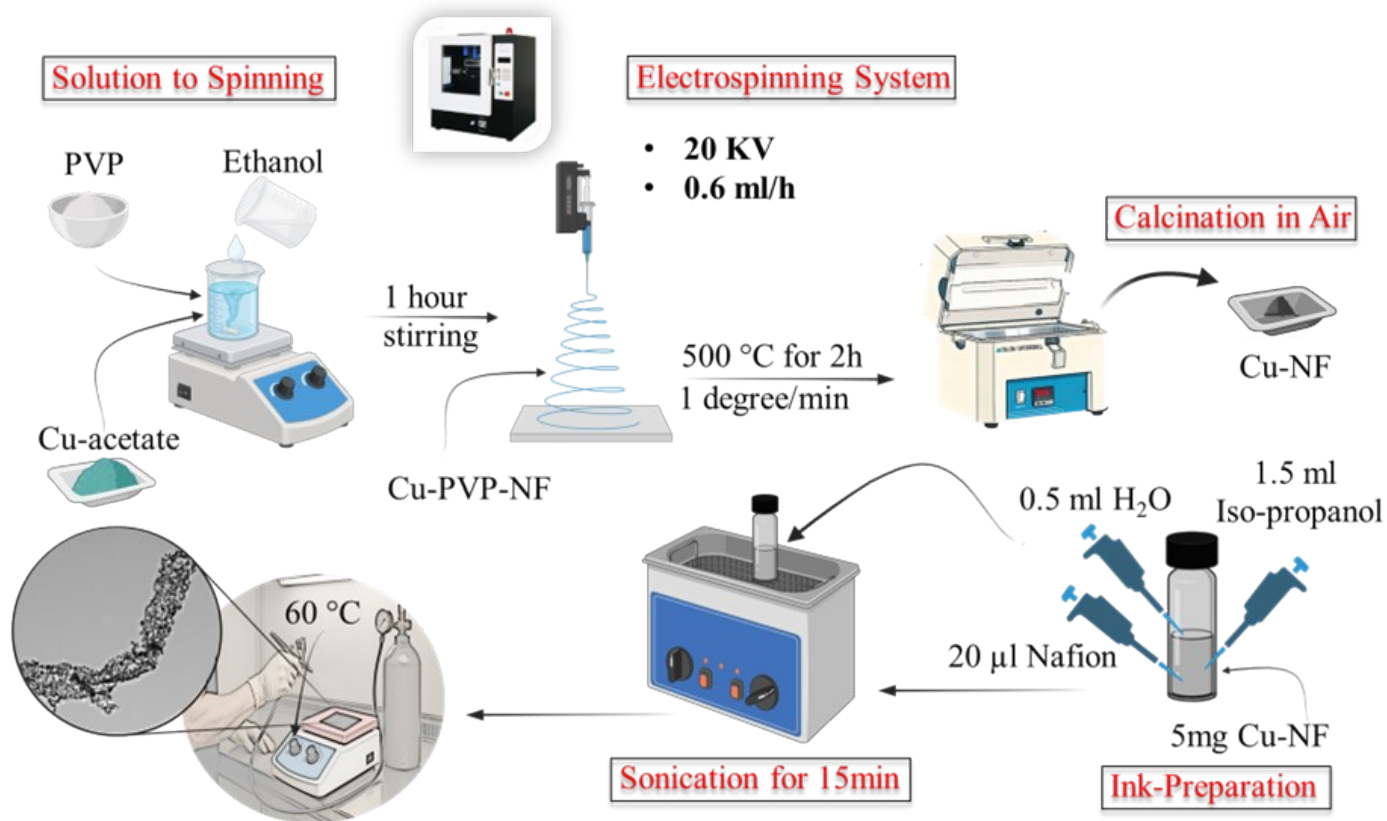 Solution to Spinning
Electrospinning System
• 20 KV
• 0.6 ml/h
PVP
Ethanol
1 hour
stirring
Cu-acetate
Cu-PVP-NF
500 °C for 2h
1 degree/min
Calcination in Air
Cu-NF
1.5 ml
Iso-propanol
0.5 ml H₂O
20 µl Nafion
5mg Cu-NF
Ink-Preparation
Sonication for 15min
60 °C